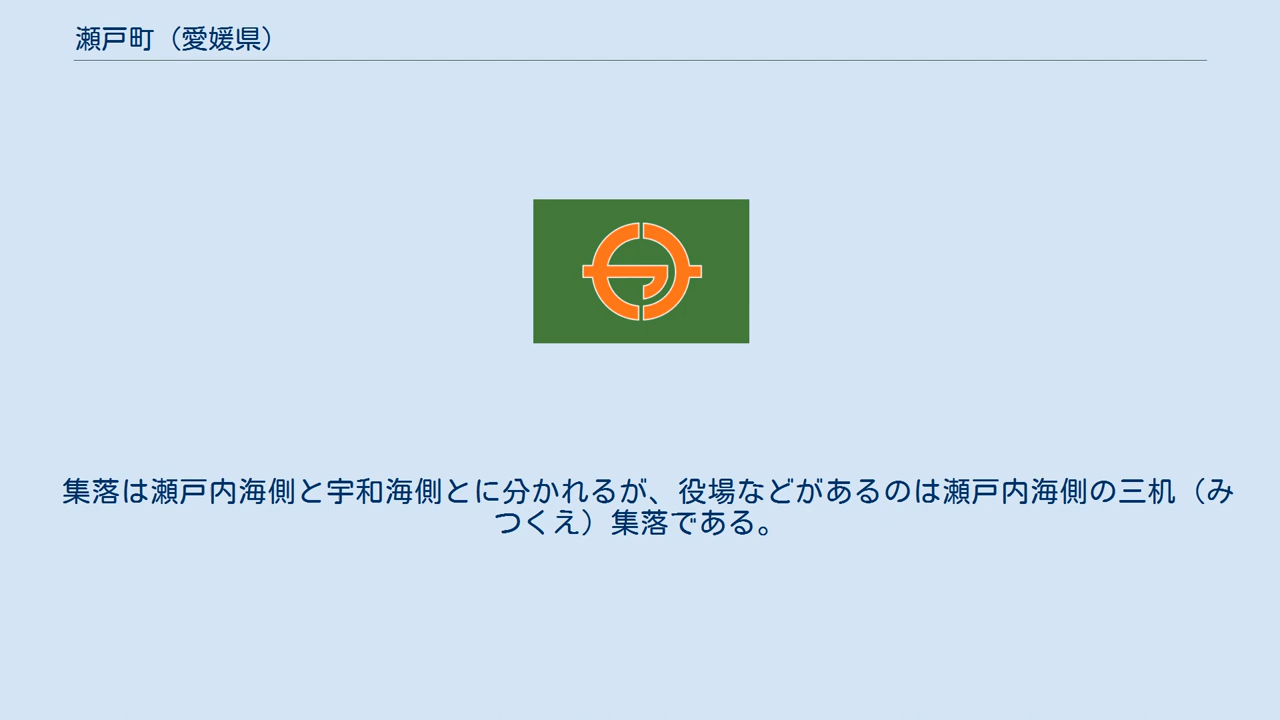 瀬戸町（愛媛県）
集落は瀬戸内海側と宇和海側とに分かれるが、役場などがあるのは瀬戸内海側の三机（み
つくえ）集落である。